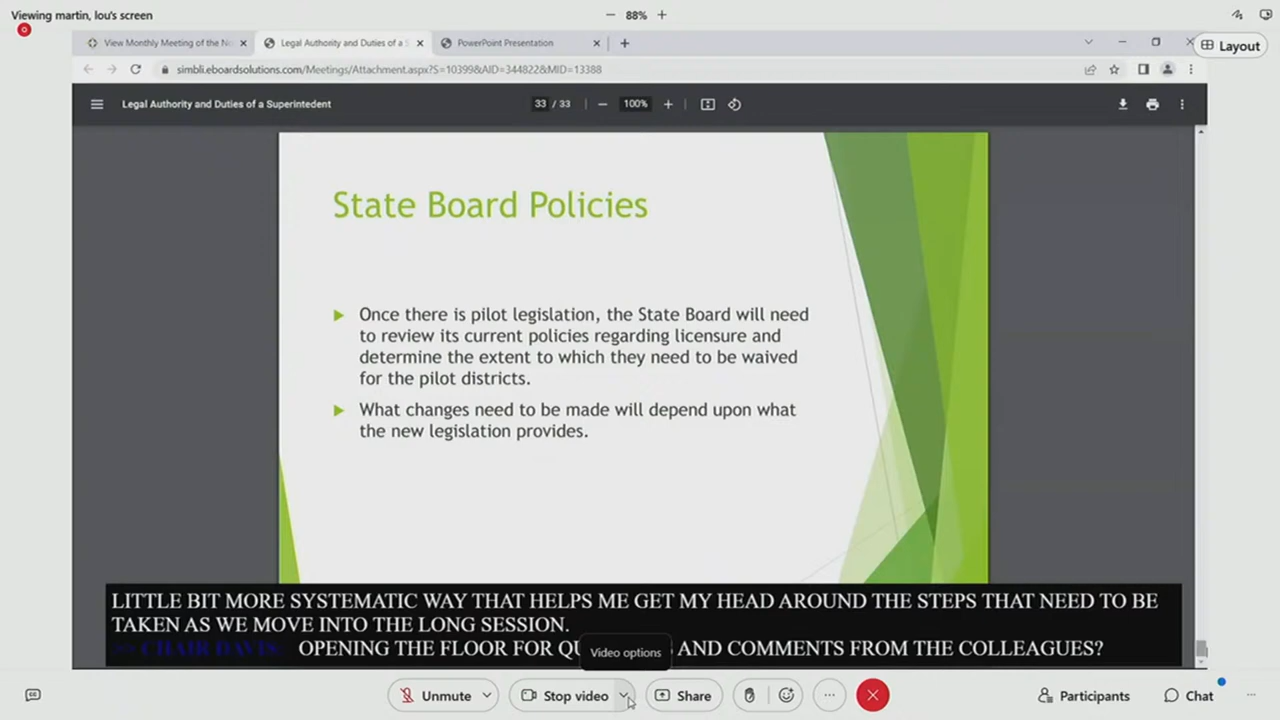 Viewing martin, lou's screen
88%
View Monthly Meeting of the No
Legal Authority and Duties of a S
PowerPoint Presentation
Layout
simbli.eboardsolutions.com/Meetings/Attachment.aspx?S=10399&AID=344822&MID=13388
Legal Authority and Duties of a Superintedent
33 / 33
100%
State Board Policies
Once there is pilot legislation, the State Board will need
to review its current policies regarding licensure and
determine the extent to which they need to be waived
for the pilot districts.
What changes need to be made will depend upon what
the new legislation provides.
LITTLE BIT MORE SYSTEMATIC WAY THAT HELPS ME GET MY HEAD AROUND THE STEPS THAT NEED TO BE
TAKEN AS WE MOVE INTO THE LONG SESSION.
>> CHAIR DAVIS: OPENING THE FLOOR FOR QU AND COMMENTS FROM THE COLLEAGUES?
Video options
Unmute
Stop video
Share
Participants
Chat